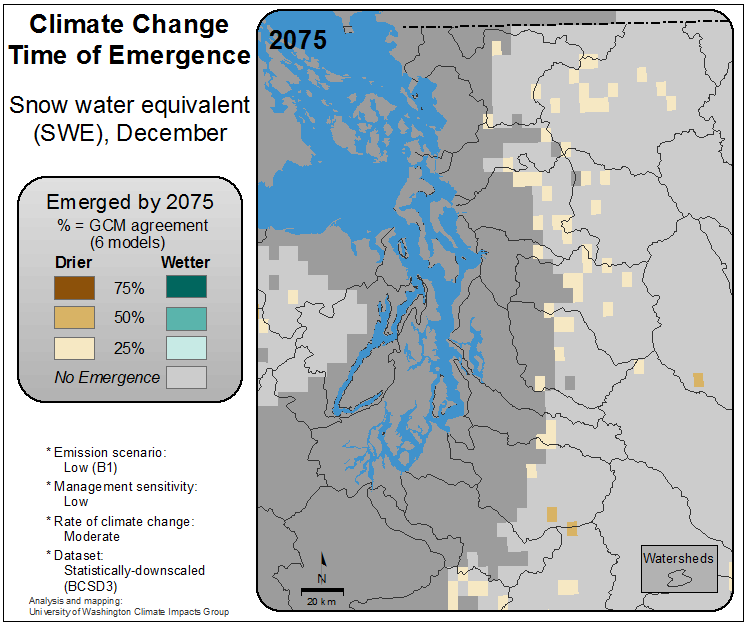 Climate Change
Time of Emergence
Snow water equivalent
(SWE), December
Emerged by 2075
% = GCM agreement
(6 models)
Drier Wetter
75%
50%
25%
No Emergence
* Emission scenario:
Low (B1)
* Management sensitivity:
Low
* Rate of climate change:
Moderate
* Dataset:
Statistically-downscaled
(BCSD3)
Analysis and mapping:
University of Washington Climate Impacts Group
2075
N
20 km
Watersheds